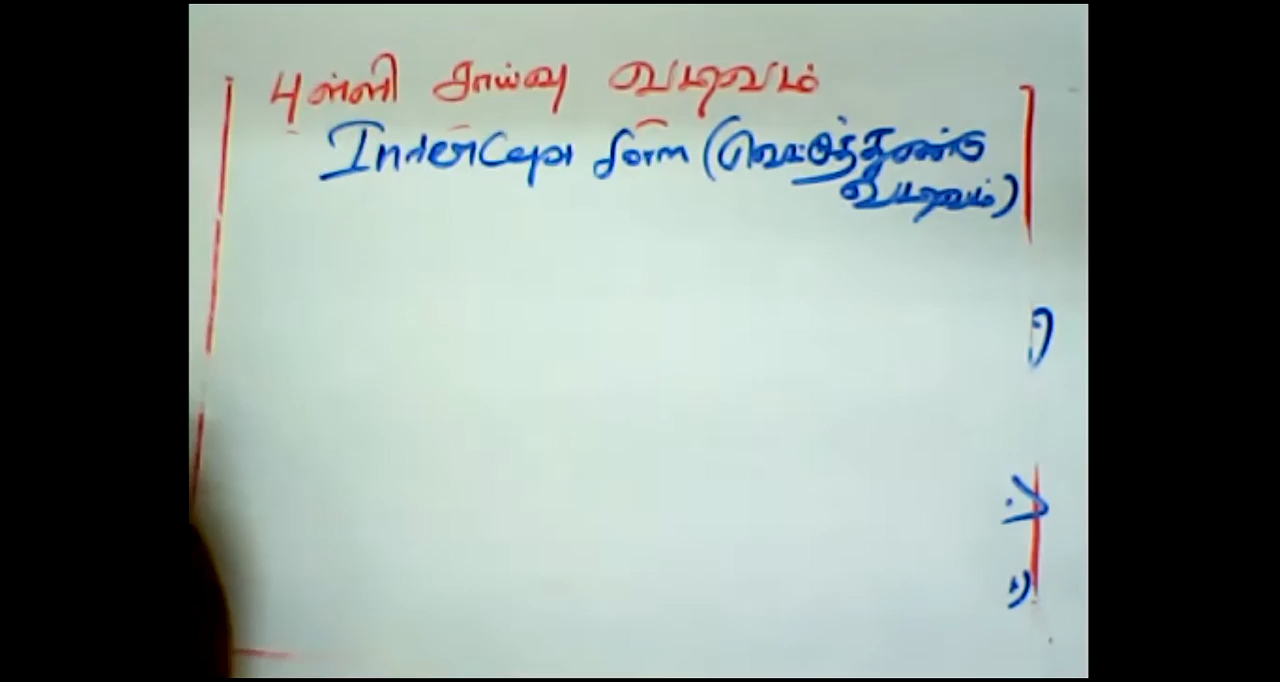 புள்ளி சாய்வு வடிவம்
Intercept form (வெட்டுத்துண்டு
வடிவம்)